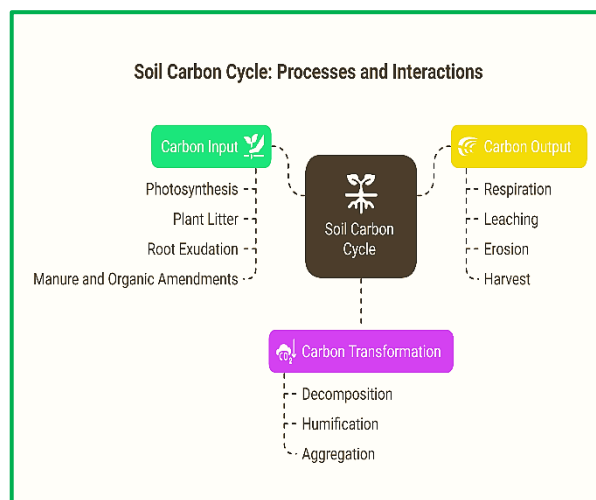 Soil Carbon Cycle: Processes and Interactions
Carbon Input
Photosynthesis
Plant Litter
Root Exudation
Manure and Organic Amendments
Soil Carbon
Cycle
Carbon Output
Respiration
Leaching
Erosion
Harvest
CO2
Carbon Transformation
Decomposition
Humification
Aggregation